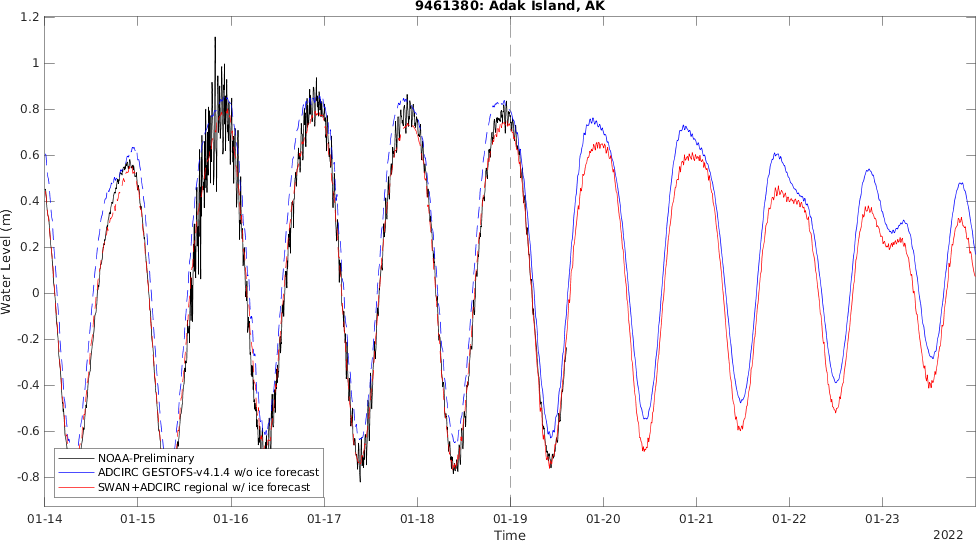 9461380: Adak Island, AK
Water Level (m)
1.2
1
0.8
0.6
0.4
0.2
0
-0.2
-0.4
-0.6
-0.8
NOAA-Preliminary
ADCIRC GESTOFS-v4.1.4 w/o ice forecast
SWAN+ADCIRC regional w/ ice forecast
01-14 01-15 01-16 01-17 01-18 01-19 01-20 01-21 01-22 01-23
Time
2022